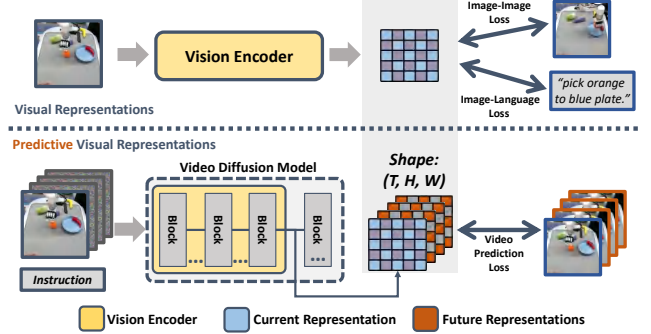 Image-Image
Loss
Vision Encoder
"pick orange
to blue plate."
Image-Language
Loss
Visual Representations
Predictive Visual Representations
Video Diffusion Model
Shape:
(T, H, W)
Block
Block
Block
Block
... ... ...
Video
Prediction
Loss
Instruction
Vision Encoder
Current Representation
Future Representations